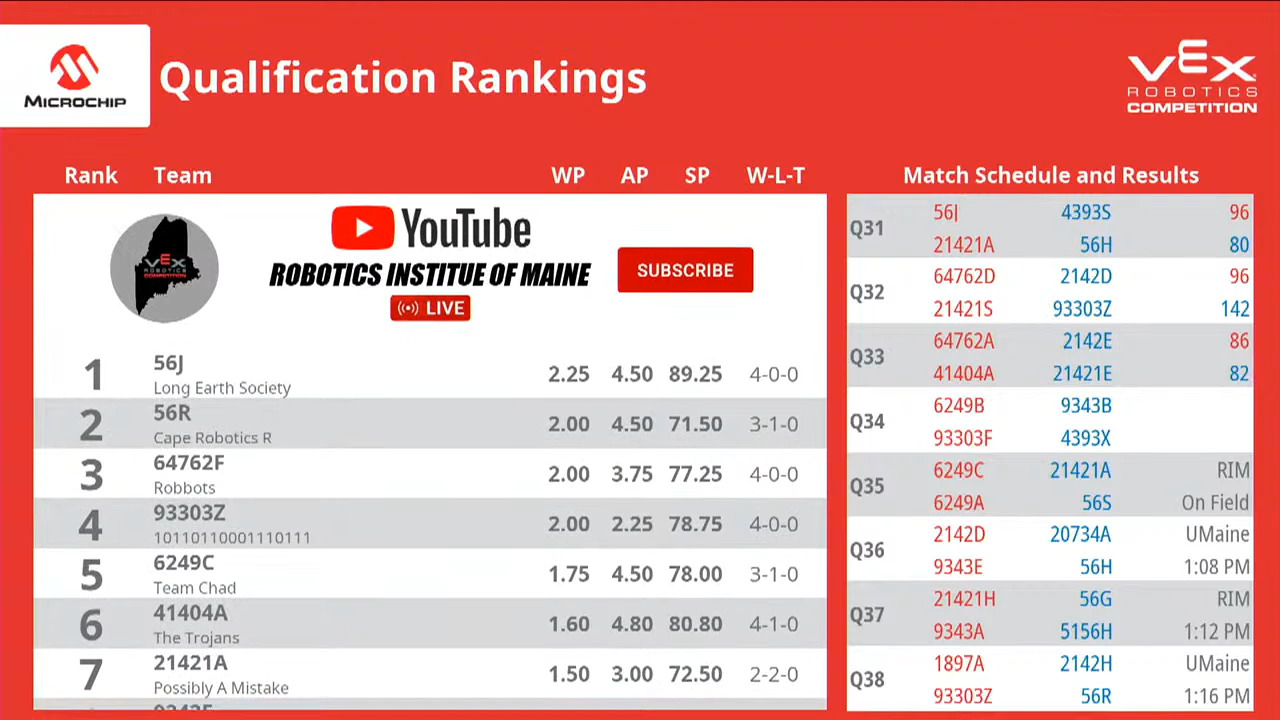 MICROCHIP
Qualification Rankings
VEX
ROBOTICS
COMPETITION
Rank Team WP AP SP W-L-T
VEX
ROBOTICS
COMPETITION
YouTube
ROBOTICS INSTITUE OF MAINE
LIVE
SUBSCRIBE
1 56J 2.25 4.50 89.25 4-0-0
Long Earth Society
2 56R 2.00 4.50 71.50 3-1-0
Cape Robotics R
3 64762F 2.00 3.75 77.25 4-0-0
Robbots
4 93303Z 2.00 2.25 78.75 4-0-0
10110110001110111
5 6249C 1.75 4.50 78.00 3-1-0
Team Chad
6 41404A 1.60 4.80 80.80 4-1-0
The Trojans
7 21421A 1.50 3.00 72.50 2-2-0
Possibly A Mistake
Match Schedule and Results
Q31 56J 4393S 96
21421A 56H 80
Q32 64762D 2142D 96
21421S 93303Z 142
Q33 64762A 2142E 86
41404A 21421E 82
Q34 6249B 9343B
93303F 4393X
Q35 6249C 21421A RIM
6249A 56S On Field
Q36 2142D 20734A UMaine
9343E 56H 1:08 PM
Q37 21421H 56G RIM
9343A 5156H 1:12 PM
Q38 1897A 2142H UMaine
93303Z 56R 1:16 PM